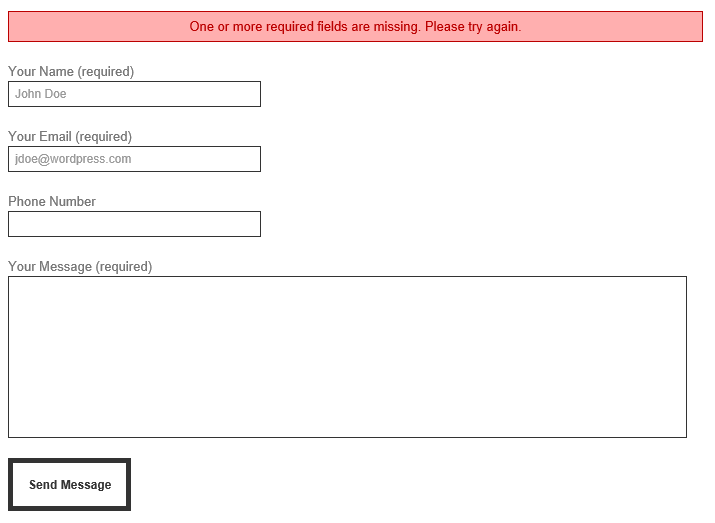 One or more required fields are missing. Please try again.
Your Name (required)
John Doe
Your Email (required)
jdoe@wordpress.com
Phone Number
Your Message (required)
Send Message